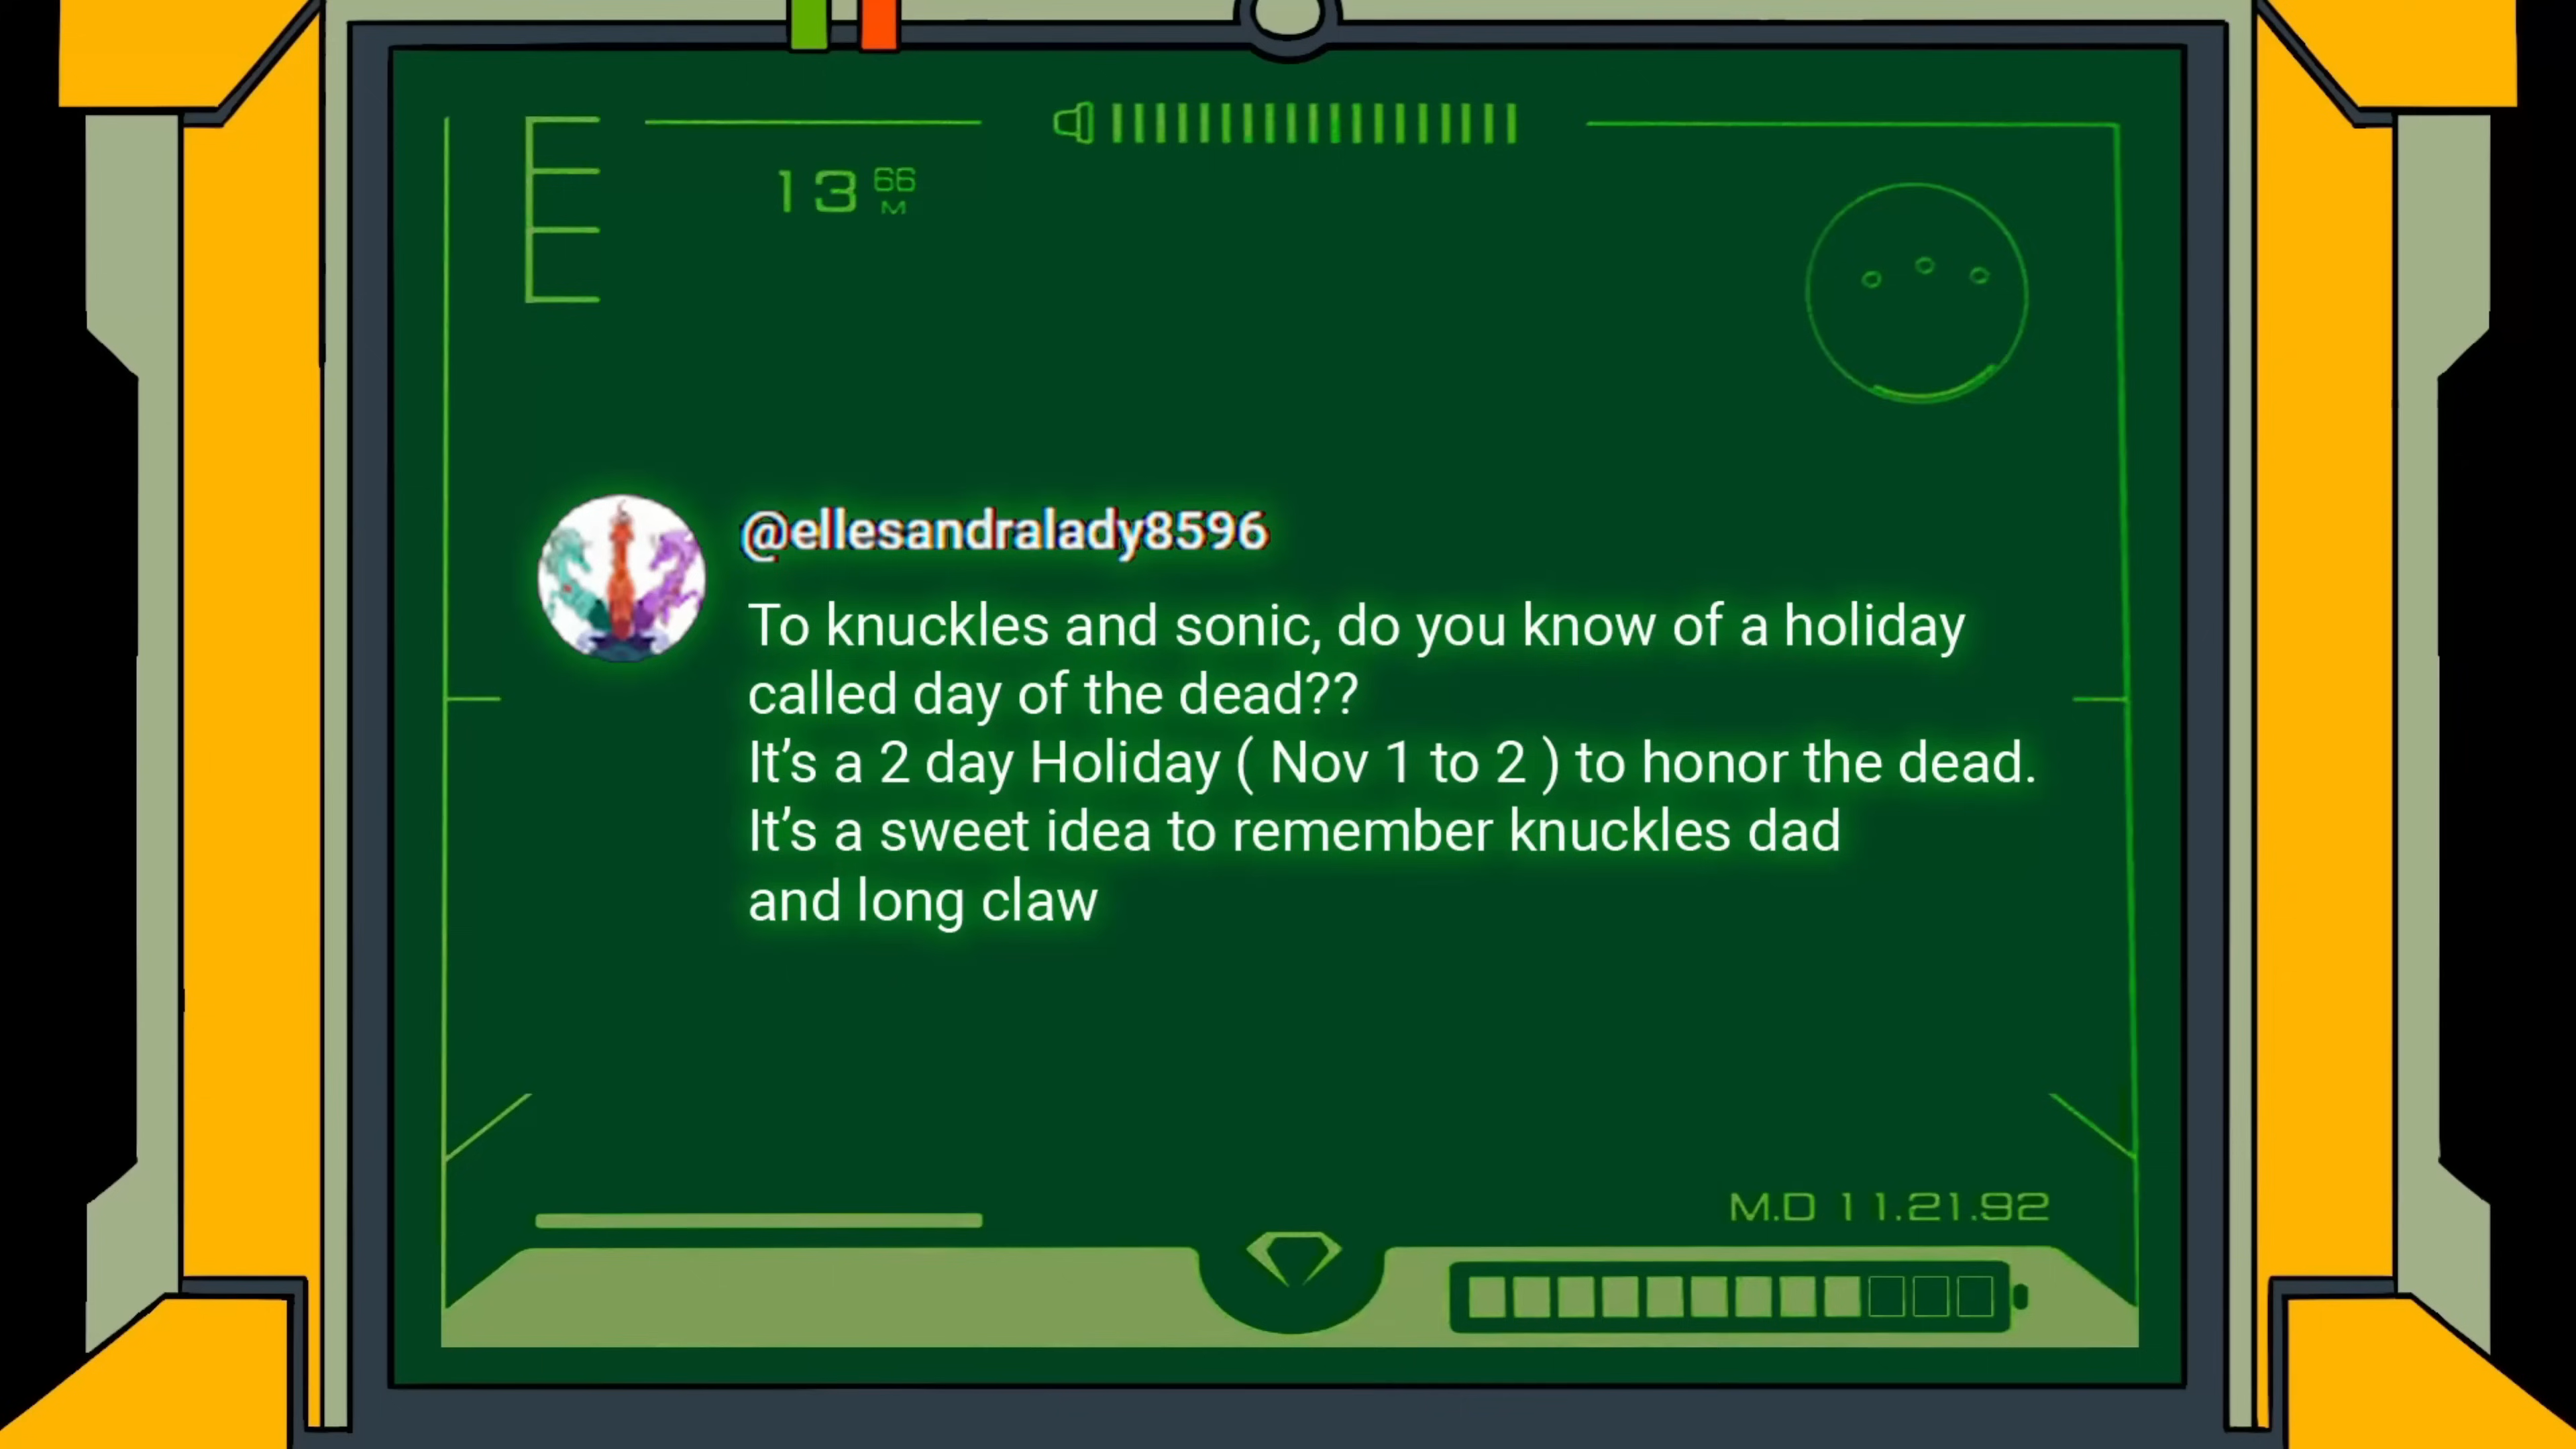 13 66
M
@ellesandralady8596
To knuckles and sonic, do you know of a holiday
called day of the dead??
It's a 2 day Holiday ( Nov 1 to 2 ) to honor the dead.
It's a sweet idea to remember knuckles dad
and long claw
M.D 11.21.92